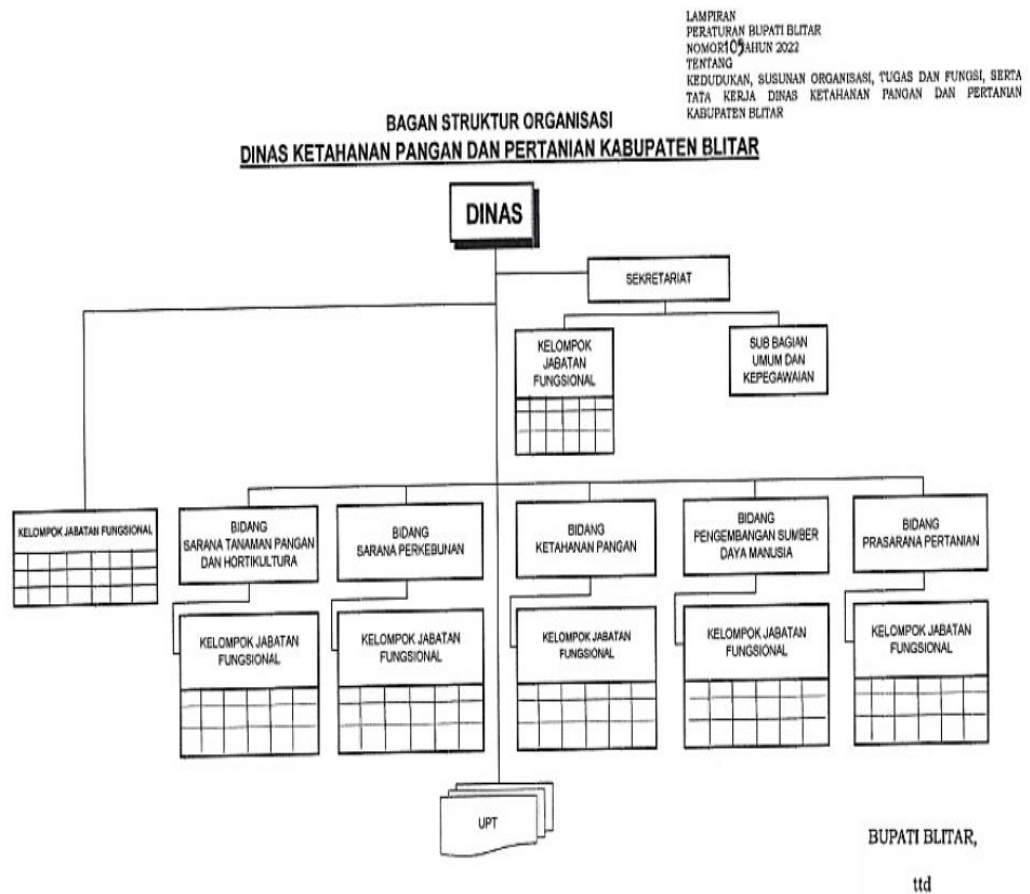 LAMPIRAN
PERATURAN BUPATI BLITAR
NOMOR 105 AHUN 2022
TENTANG
KEDUDUKAN, SUSUNAN ORGANISASI, TUGAS DAN FUNGSI, SERTA
TATA KERJA DINAS KETAHANAN PANGAN DAN PERTANIAN
KABUPATEN BLITAR
BAGAN STRUKTUR ORGANISASI
DINAS KETAHANAN PANGAN DAN PERTANIAN KABUPATEN BLITAR
DINAS
SEKRETARIAT
KELOMPOK
JABATAN
FUNGSIONAL
SUB BAGIAN
UMUM DAN
KEPEGAWAIAN
KELOMPOK JABATAN FUNGSIONAL
BIDANG
SARANA TANAMAN PANGAN
DAN HORTIKULTURA
BIDANG
SARANA PERKEBUNAN
BIDANG
KETAHANAN PANGAN
BIDANG
PENGEMBANGAN SUMBER
DAYA MANUSIA
BIDANG
PRASARANA PERTANIAN
KELOMPOK JABATAN
FUNGSIONAL
KELOMPOK JABATAN
FUNGSIONAL
KELOMPOK JABATAN
FUNGSIONAL
KELOMPOK JABATAN
FUNGSIONAL
KELOMPOK JABATAN
FUNGSIONAL
UPT
BUPATI BLITAR,
ttd